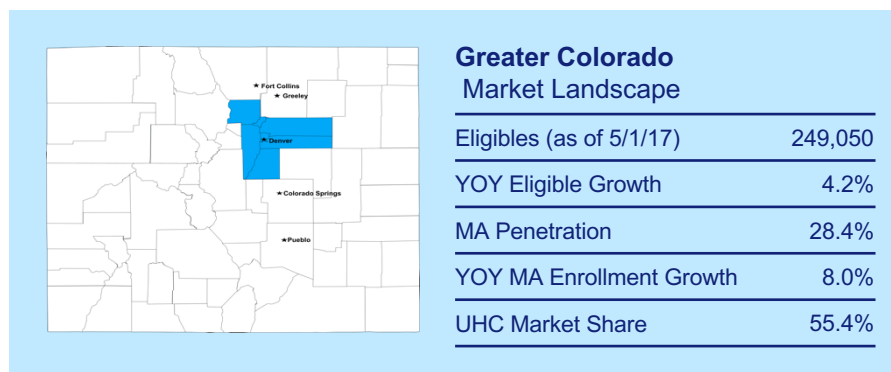 Fort Collins
Greeley
Denver
Colorado Springs
Pueblo
Greater Colorado
Market Landscape
Eligibles (as of 5/1/17) 249,050
YOY Eligible Growth 4.2%
MA Penetration 28.4%
YOY MA Enrollment Growth 8.0%
UHC Market Share 55.4%